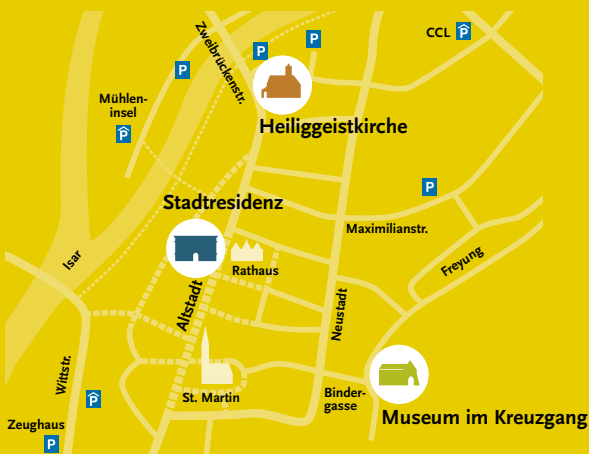 CCL P
Zweibrückenstr.
P
P
P
Mühlen-
insel
P
Heiliggeistkirche
P
Stadtresidenz
Maximilianstr.
Isar
Rathaus
Freyung
Altstadt
Neustadt
Wittstr.
St. Martin
Binder-
gasse
P
Museum im Kreuzgang
Zeughaus
P